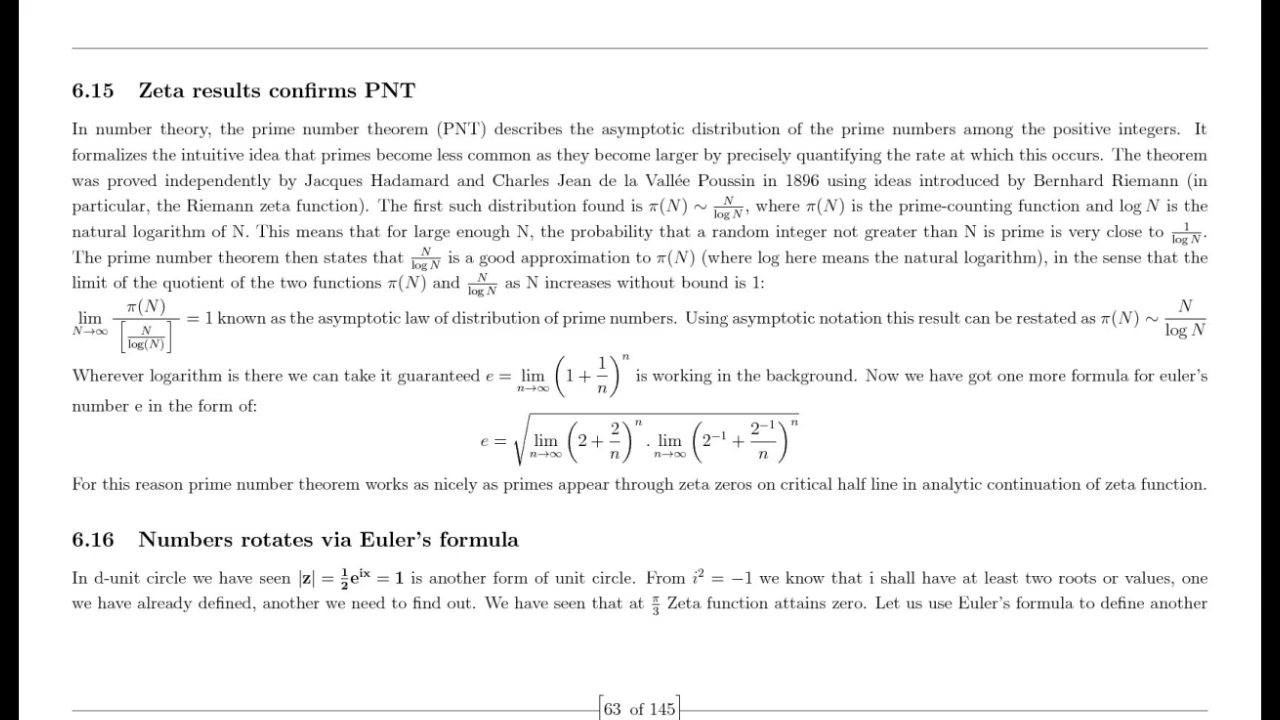 6.15 Zeta results confirms PNT
In number theory, the prime number theorem (PNT) describes the asymptotic distribution of the prime numbers among the positive integers. It
formalizes the intuitive idea that primes become less common as they become larger by precisely quantifying the rate at which this occurs. The theorem
was proved independently by Jacques Hadamard and Charles Jean de la Vallée Poussin in 1896 using ideas introduced by Bernhard Riemann (in
particular, the Riemann zeta function). The first such distribution found is π(N) ∼ N/log N, where π(N) is the prime-counting function and log N is the
natural logarithm of N. This means that for large enough N, the probability that a random integer not greater than N is prime is very close to 1/log N.
The prime number theorem then states that N/log N is a good approximation to π(N) (where log here means the natural logarithm), in the sense that the
limit of the quotient of the two functions π(N) and N/log N as N increases without bound is 1:
lim N→∞ π(N)/[N/log(N)] = 1 known as the asymptotic law of distribution of prime numbers. Using asymptotic notation this result can be restated as π(N) ∼ N/log N
Wherever logarithm is there we can take it guaranteed e = lim n→∞ (1 + 1/n)^n is working in the background. Now we have got one more formula for euler's
number e in the form of:
e = √(lim n→∞ (2 + 2/n)^n . lim n→∞ (2^−1 + 2^−1/n)^n)
For this reason prime number theorem works as nicely as primes appear through zeta zeros on critical half line in analytic continuation of zeta function.
6.16 Numbers rotates via Euler's formula
In d-unit circle we have seen |z| = 1/2 e^ix = 1 is another form of unit circle. From i^2 = −1 we know that i shall have at least two roots or values, one
we have already defined, another we need to find out. We have seen that at π/3 Zeta function attains zero. Let us use Euler's formula to define another
[63 of 145]